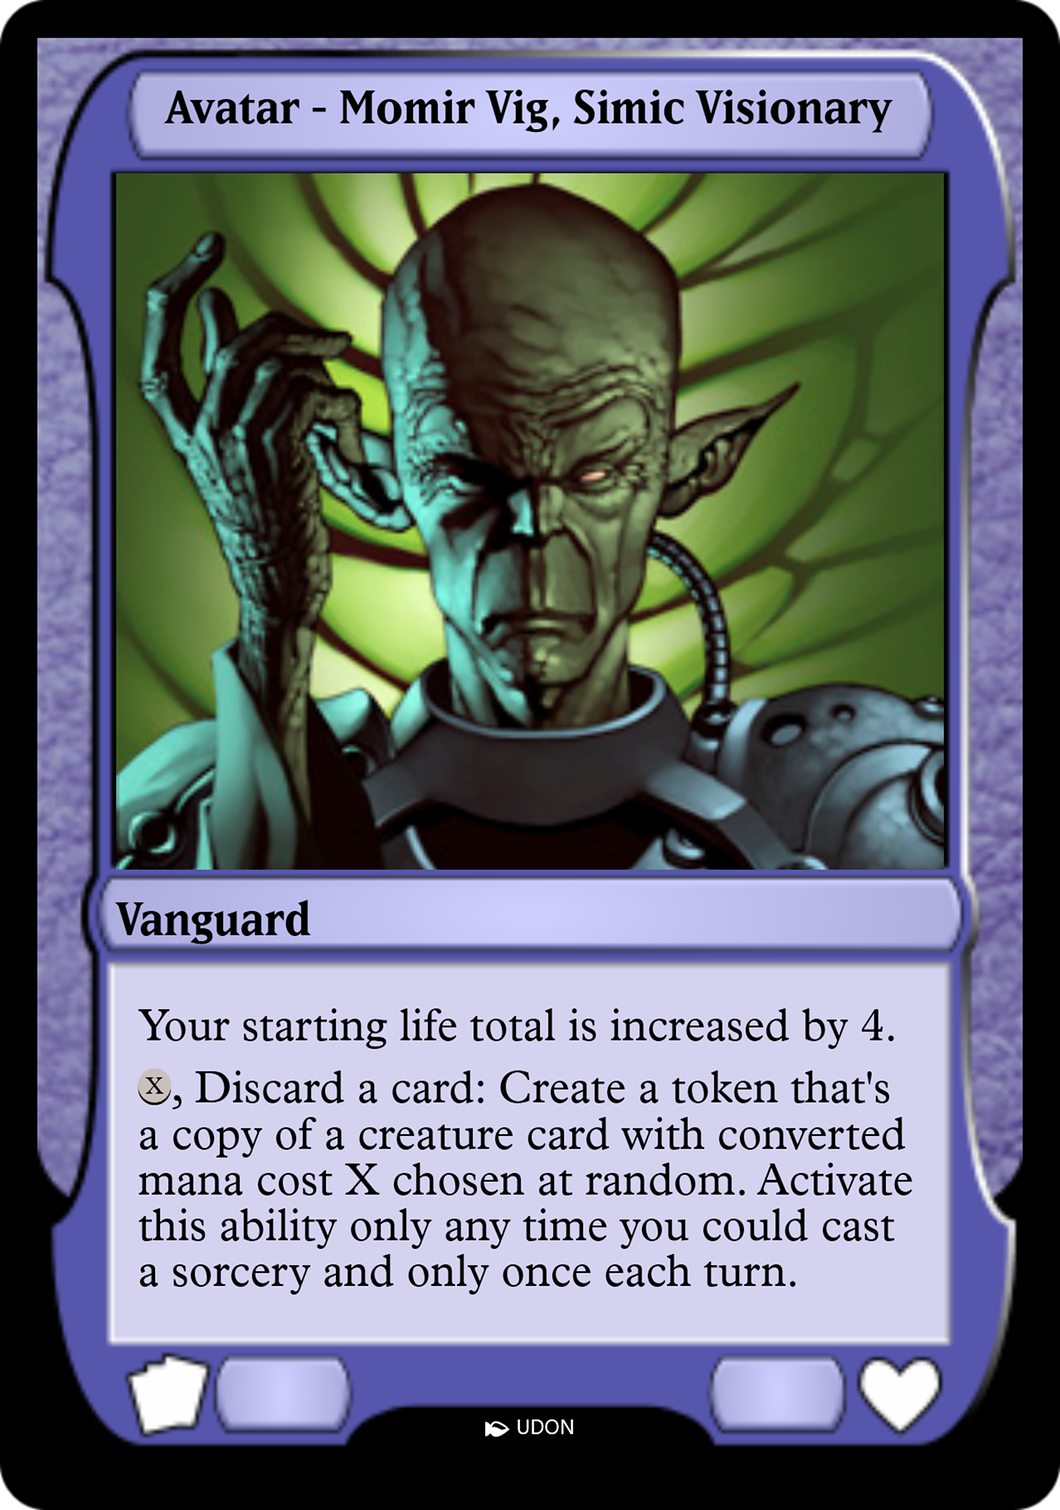 Avatar - Momir Vig, Simic Visionary
Vanguard
Your starting life total is increased by 4.
X, Discard a card: Create a token that's
a copy of a creature card with converted
mana cost X chosen at random. Activate
this ability only any time you could cast
a sorcery and only once each turn.
UDON